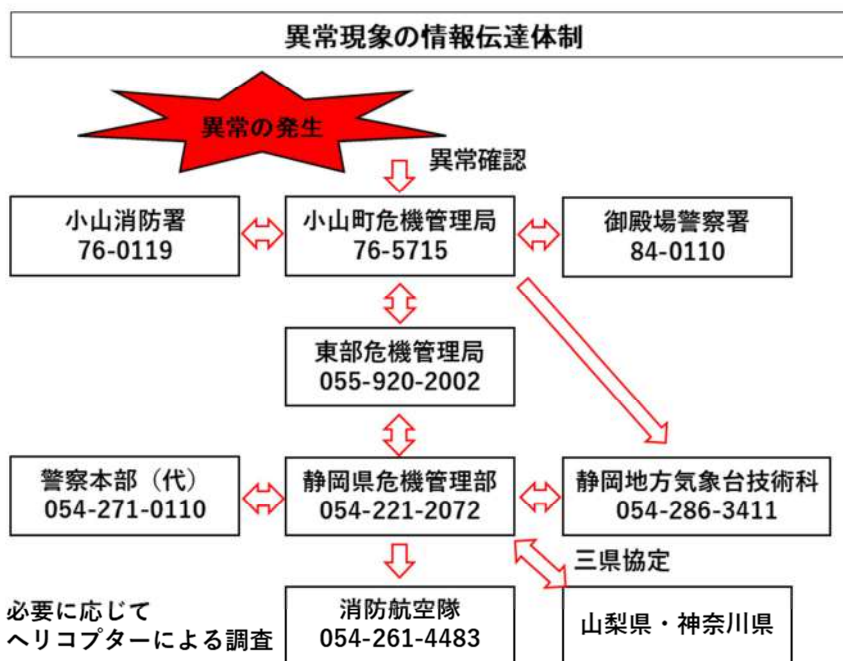 異常現象の情報伝達体制
異常の発生
異常確認
小山消防署
76-0119
小山町危機管理局
76-5715
御殿場警察署
84-0110
東部危機管理局
055-920-2002
警察本部（代）
054-271-0110
静岡県危機管理部
054-221-2072
静岡地方気象台技術科
054-286-3411
三県協定
必要に応じて
ヘリコプターによる調査
消防航空隊
054-261-4483
山梨県・神奈川県